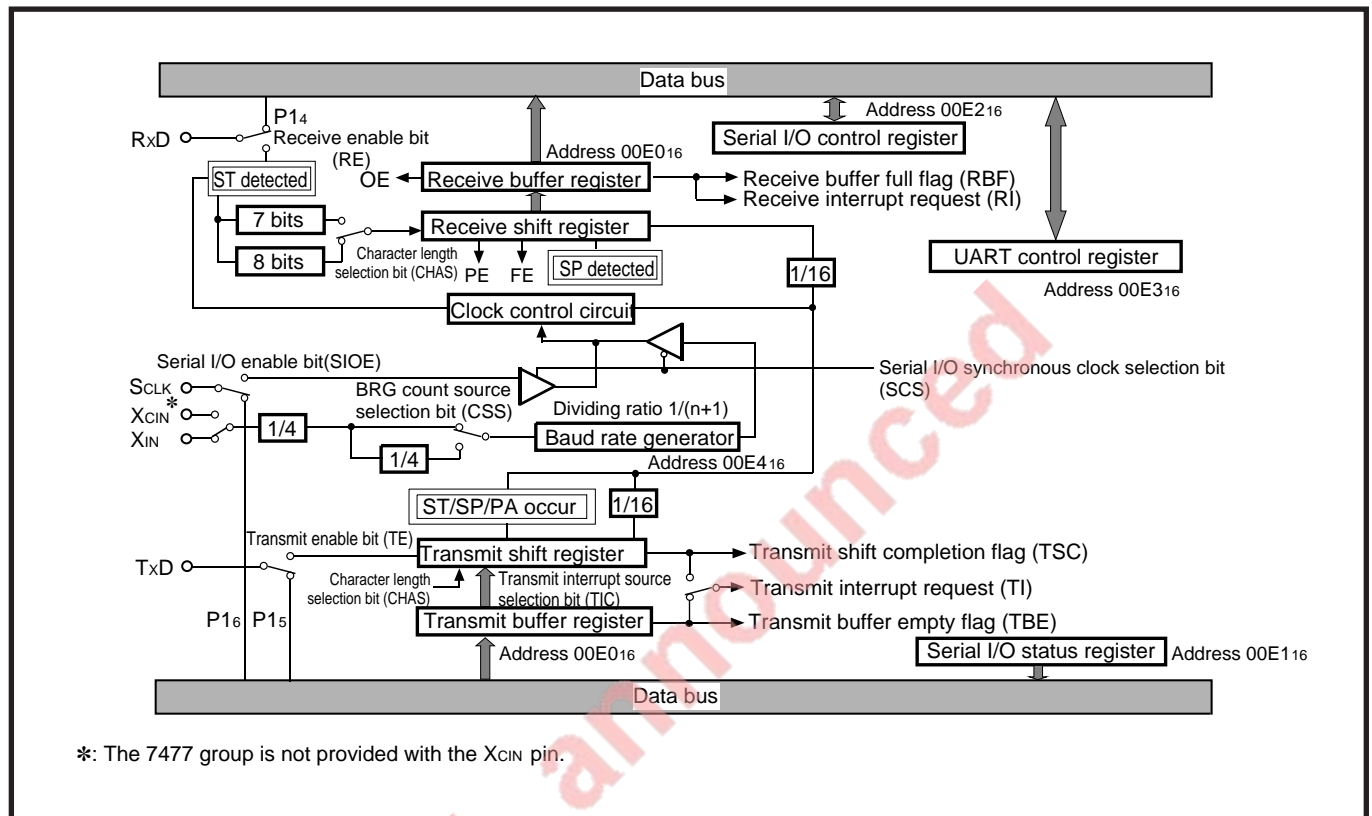 Data bus
P14
RxD
Receive enable bit
(RE)
Address 00E216
Serial I/O control register
Address 00E016
ST detected
OE
Receive buffer register
Receive buffer full flag (RBF)
Receive interrupt request (RI)
7 bits
Receive shift register
8 bits
Character length
selection bit (CHAS)
PE
FE
SP detected
1/16
UART control register
Address 00E316
Clock control circuit
Serial I/O enable bit(SIOE)
SCLK
Serial I/O synchronous clock selection bit
(SCS)
BRG count source
selection bit (CSS)
XCIN
*
XIN
1/4
Dividing ratio 1/(n+1)
Baud rate generator
1/4
Address 00E416
ST/SP/PA occur
1/16
Transmit enable bit (TE)
Transmit shift register
Transmit shift completion flag (TSC)
TxD
Character length
selection bit (CHAS)
Transmit interrupt source
selection bit (TIC)
Transmit interrupt request (TI)
P16
P15
Transmit buffer register
Transmit buffer empty flag (TBE)
Address 00E016
Serial I/O status register
Address 00E116
Data bus
*: The 7477 group is not provided with the XCIN pin.
announced